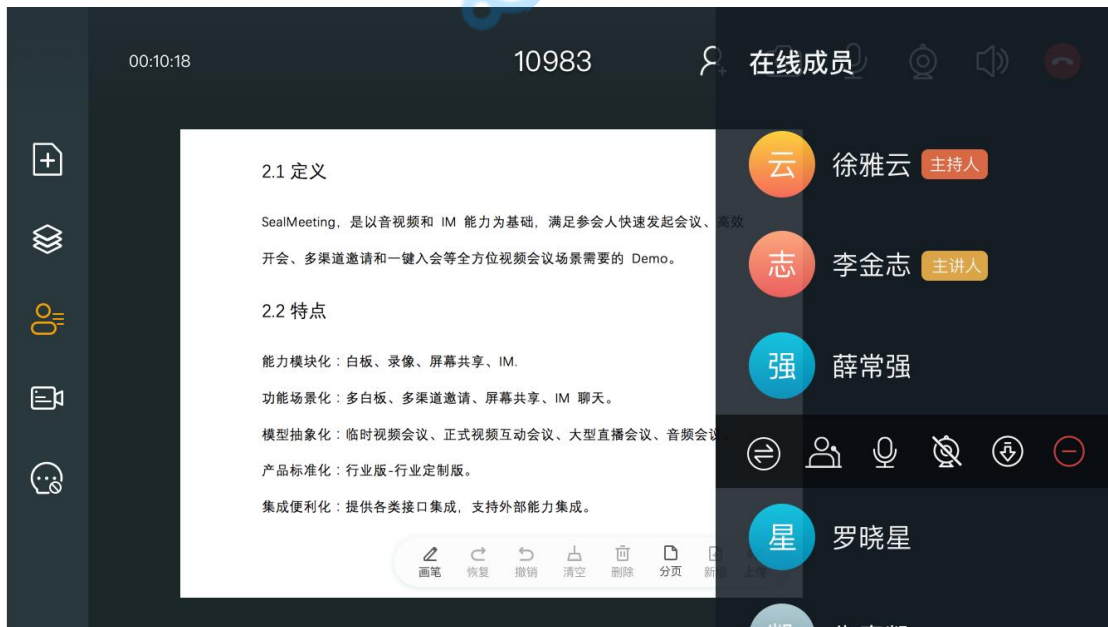 00:10:18
10983
在线成员
云
徐雅云
主持人
志
李金志
主讲人
强
薛常强
星
罗晓星
2.1 定义
SealMeeting，是以音视频和 IM 能力为基础，满足参会人快速发起会议、高效
开会、多渠道邀请和一键入会等全方位视频会议场景需要的 Demo。
2.2 特点
能力模块化：白板、录像、屏幕共享、IM.
功能场景化：多白板、多渠道邀请、屏幕共享、IM 聊天。
模型抽象化：临时视频会议、正式视频互动会议、大型直播会议、音频会议
产品标准化：行业版-行业定制版。
集成便利化：提供各类接口集成，支持外部能力集成。
画笔
恢复
撤销
清空
删除
分页
新增
上传